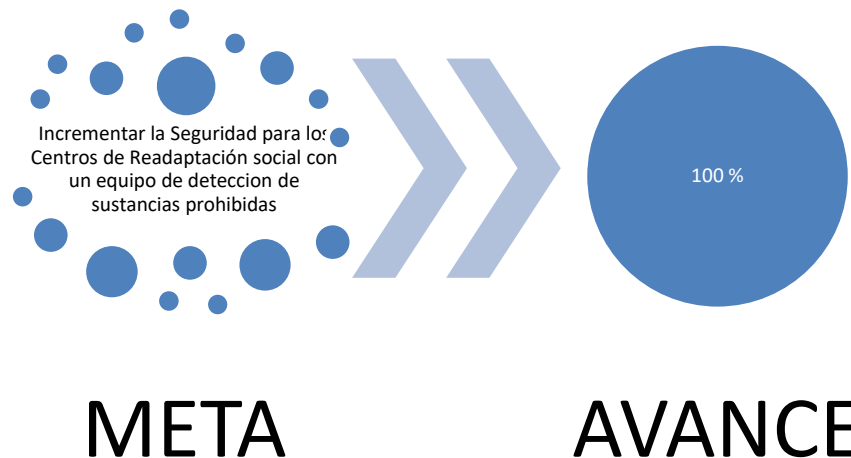 Incrementar la Seguridad para los
Centros de Readaptación social con
un equipo de deteccion de
sustancias prohibidas
100 %
META
AVANCE